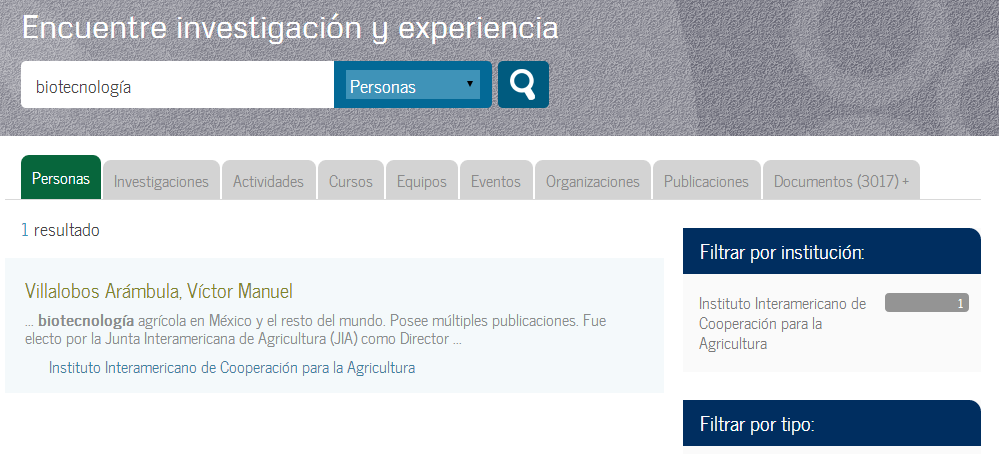 Encuentre investigación y experiencia
biotecnología
Personas
Personas
Investigaciones
Actividades
Cursos
Equipos
Eventos
Organizaciones
Publicaciones
Documentos (3017) +
1 resultado
Villalobos Arámbula, Víctor Manuel
... biotecnología agrícola en México y el resto del mundo. Posee múltiples publicaciones. Fue
electo por la Junta Interamericana de Agricultura (JIA) como Director ...
Instituto Interamericano de Cooperación para la Agricultura
Filtrar por institución:
Instituto Interamericano de
Cooperación para la
Agricultura
1
Filtrar por tipo: